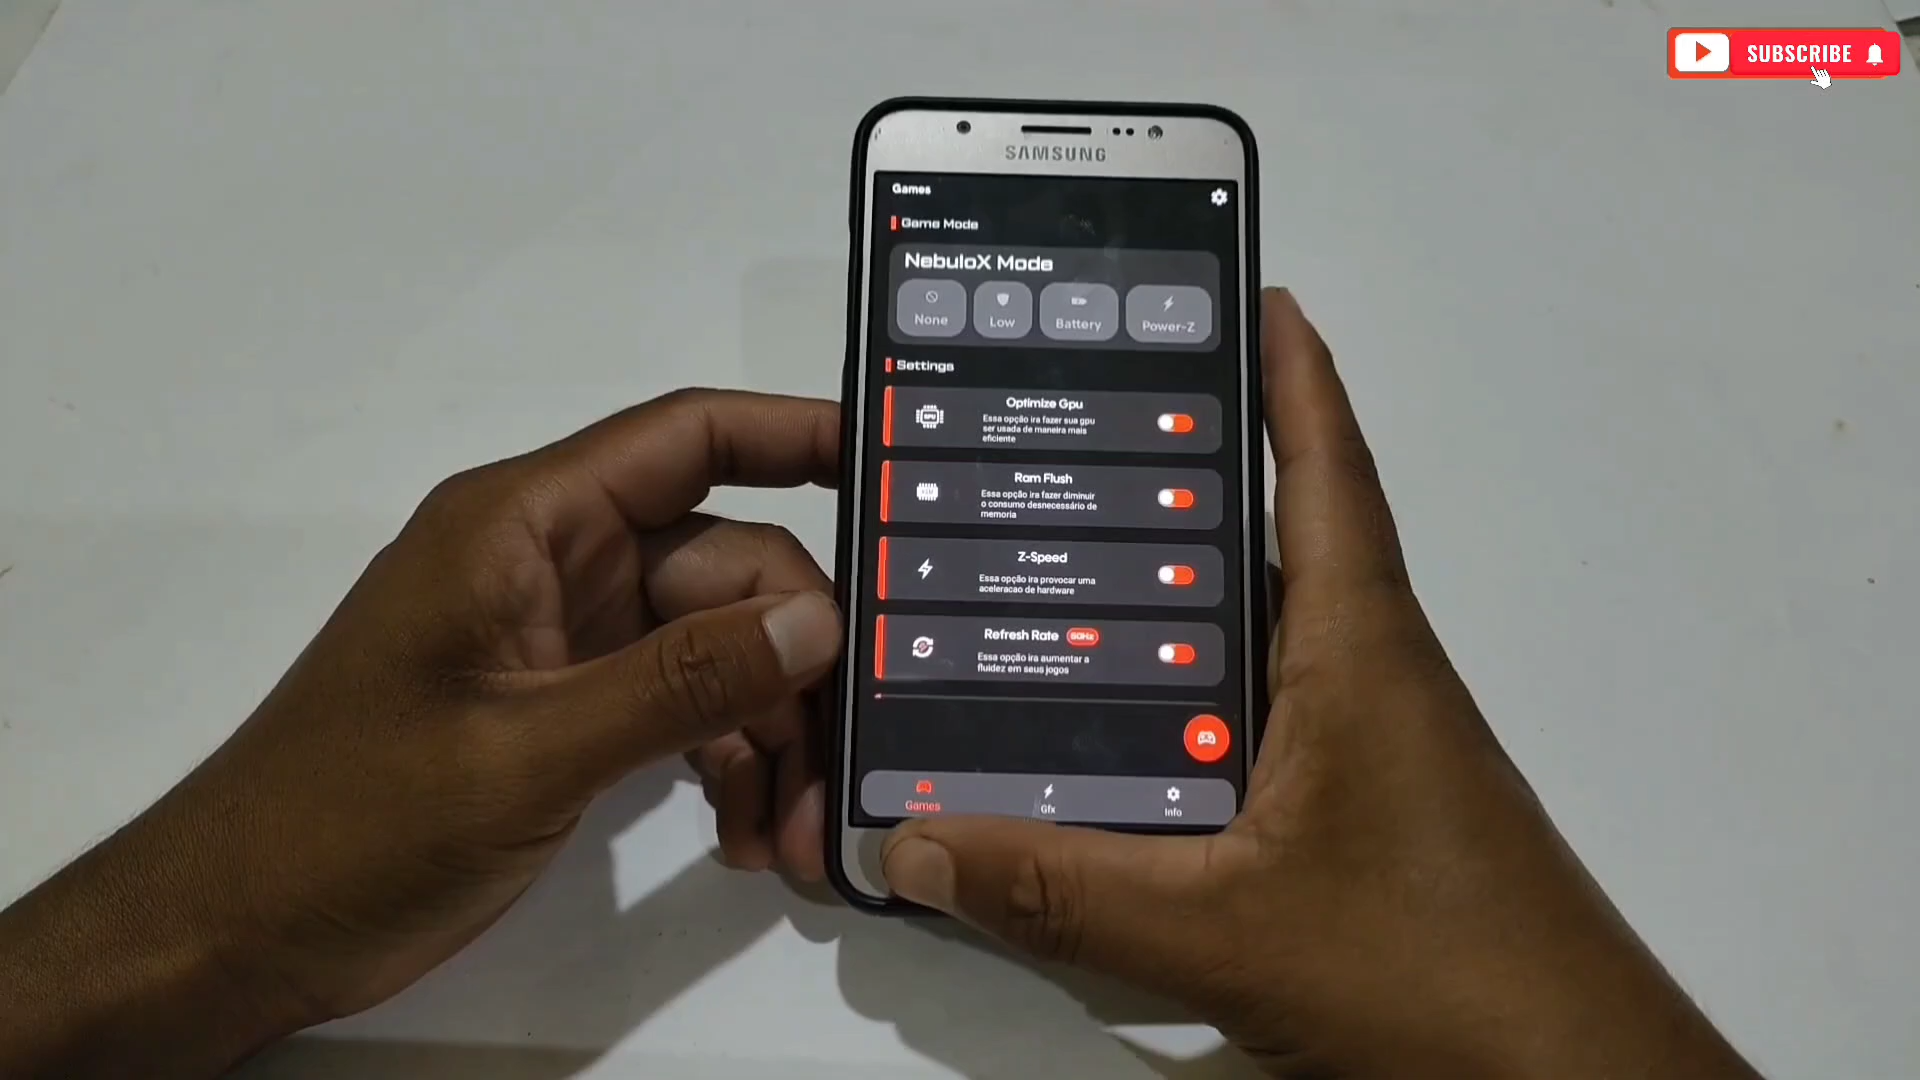 SUBSCRIBE
SAMSUNG
Games
Game Mode
NebuloX Mode
None
Low
Battery
Power-Z
Settings
Optimize Gpu
Essa opção ira fazer sua gpu
ser usada de maneira mais
eficiente
Ram Flush
Essa opção ira fazer diminuir
o consumo desnecessário de
memoria
Z-Speed
Essa opção ira provocar uma
aceleracao de hardware
Refresh Rate 60Hz
Essa opção ira aumentar a
fluidez em seus jogos
Games
Gfx
Info